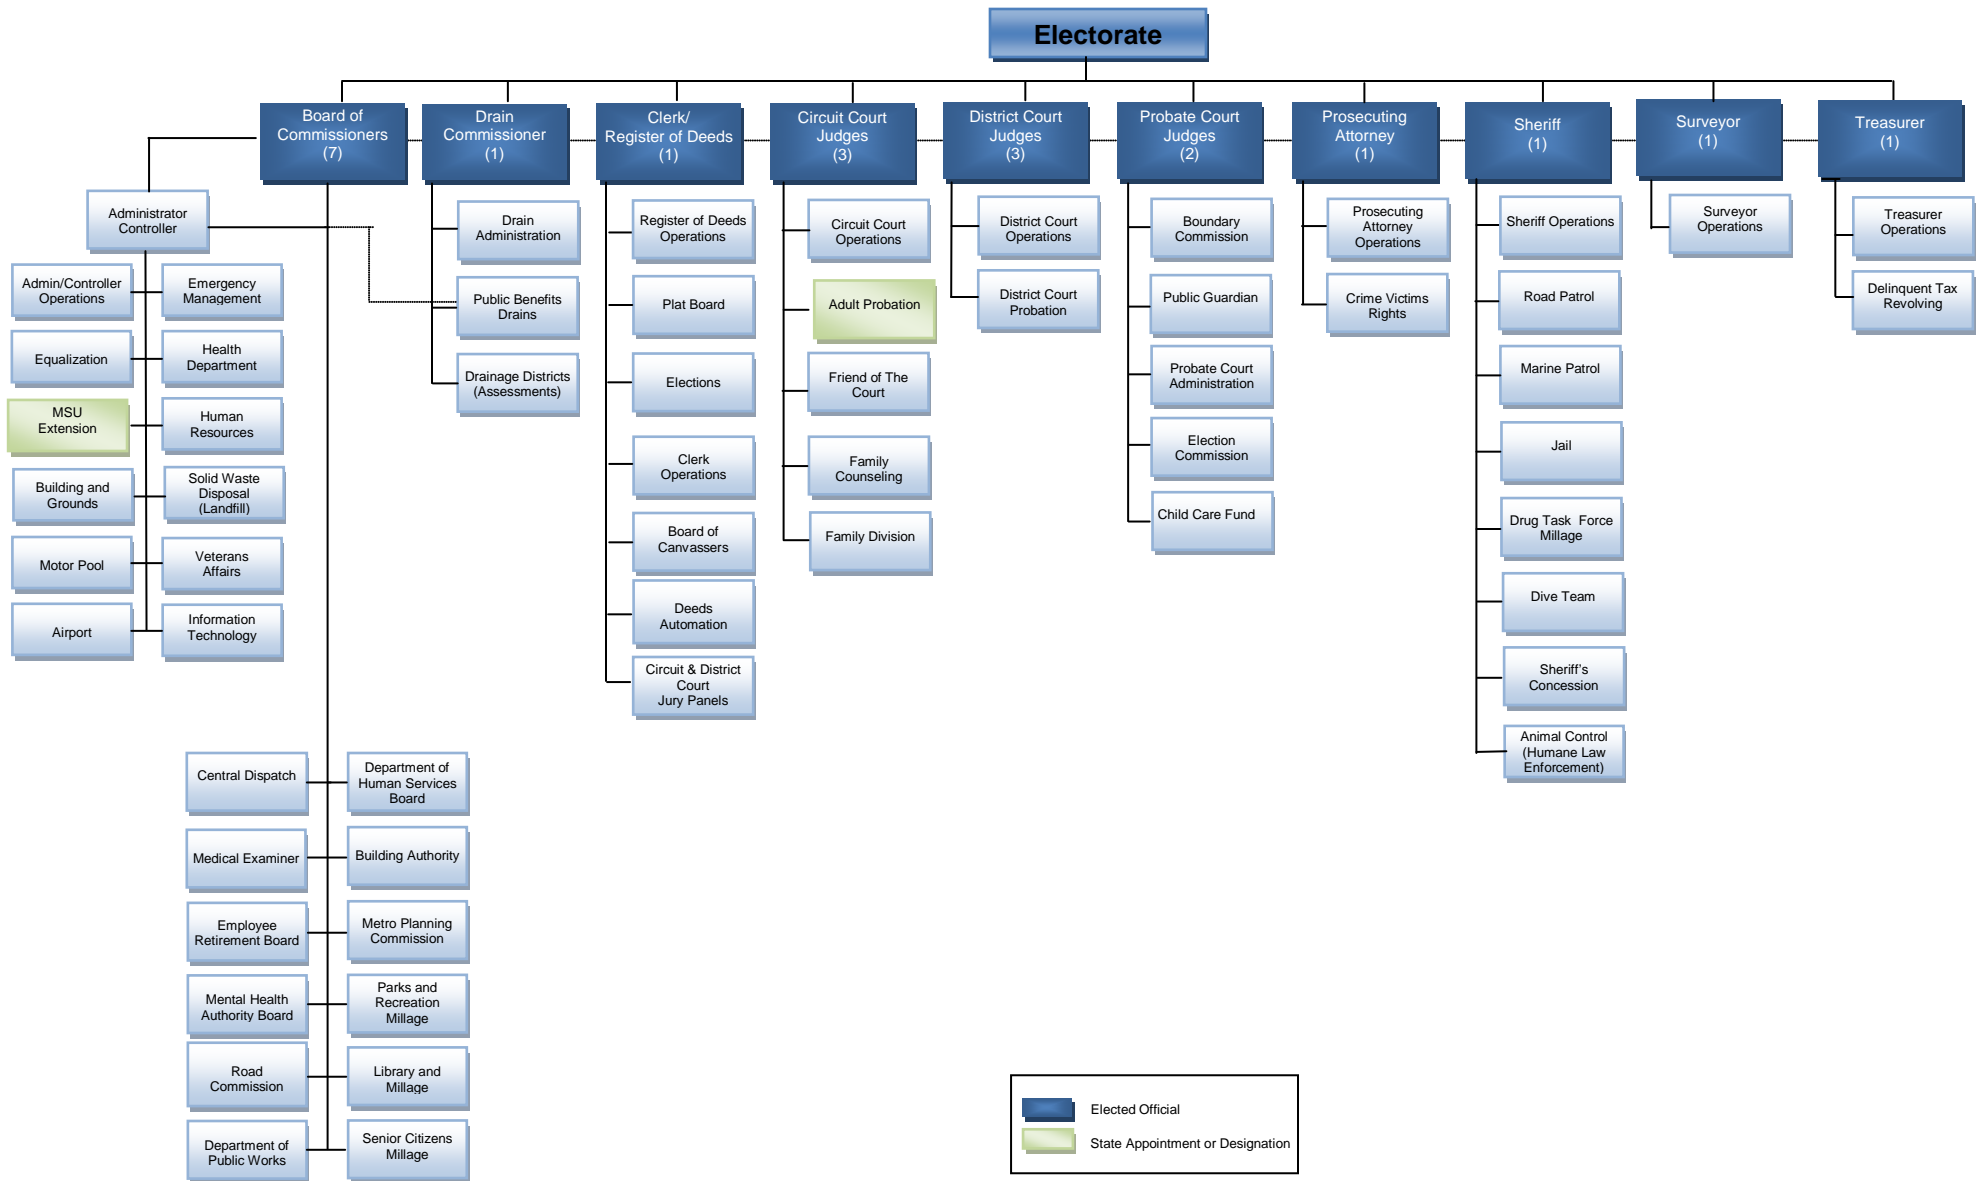 Electorate
Board of
Commissioners
(7)
Drain
Commissioner
(1)
Clerk/
Register of Deeds
(1)
Circuit Court
Judges
(3)
District Court
Judges
(3)
Probate Court
Judges
(2)
Prosecuting
Attorney
(1)
Sheriff
(1)
Surveyor
(1)
Treasurer
(1)
Administrator
Controller
Admin/Controller
Operations
Emergency
Management
Equalization
Health
Department
MSU
Extension
Human
Resources
Building and
Grounds
Solid Waste
Disposal
(Landfill)
Motor Pool
Veterans
Affairs
Airport
Information
Technology
Central Dispatch
Department of
Human Services
Board
Medical Examiner
Building Authority
Employee
Retirement Board
Metro Planning
Commission
Mental Health
Authority Board
Parks and
Recreation
Millage
Road
Commission
Library and
Millage
Department of
Public Works
Senior Citizens
Millage
Drain
Administration
Public Benefits
Drains
Drainage Districts
(Assessments)
Register of Deeds
Operations
Plat Board
Elections
Clerk
Operations
Board of
Canvassers
Deeds
Automation
Circuit & District
Court
Jury Panels
Circuit Court
Operations
Adult Probation
Friend of The
Court
Family
Counseling
Family Division
District Court
Operations
District Court
Probation
Boundary
Commission
Public Guardian
Probate Court
Administration
Election
Commission
Child Care Fund
Prosecuting
Attorney
Operations
Crime Victims
Rights
Sheriff Operations
Road Patrol
Marine Patrol
Jail
Drug Task Force
Millage
Dive Team
Sheriff's
Concession
Animal Control
(Humane Law
Enforcement)
Surveyor
Operations
Treasurer
Operations
Delinquent Tax
Revolving
Elected Official
State Appointment or Designation